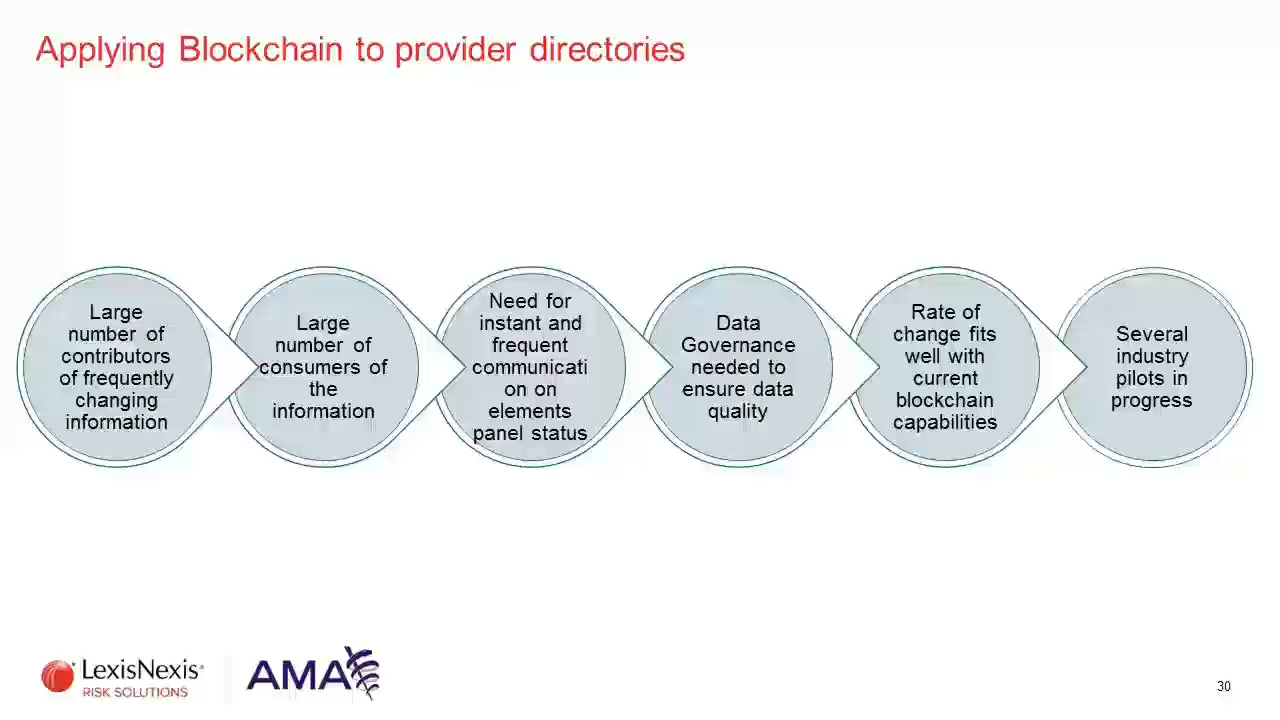 Applying Blockchain to provider directories
Large
number of
contributors
of frequently
changing
information
Large
number of
consumers of
the
information
Need for
instant and
frequent
communicati
on on
elements
panel status
Data
Governance
needed to
ensure data
quality
Rate of
change fits
well with
current
blockchain
capabilities
Several
industry
pilots in
progress
LexisNexis
RISK SOLUTIONS
AMA
30